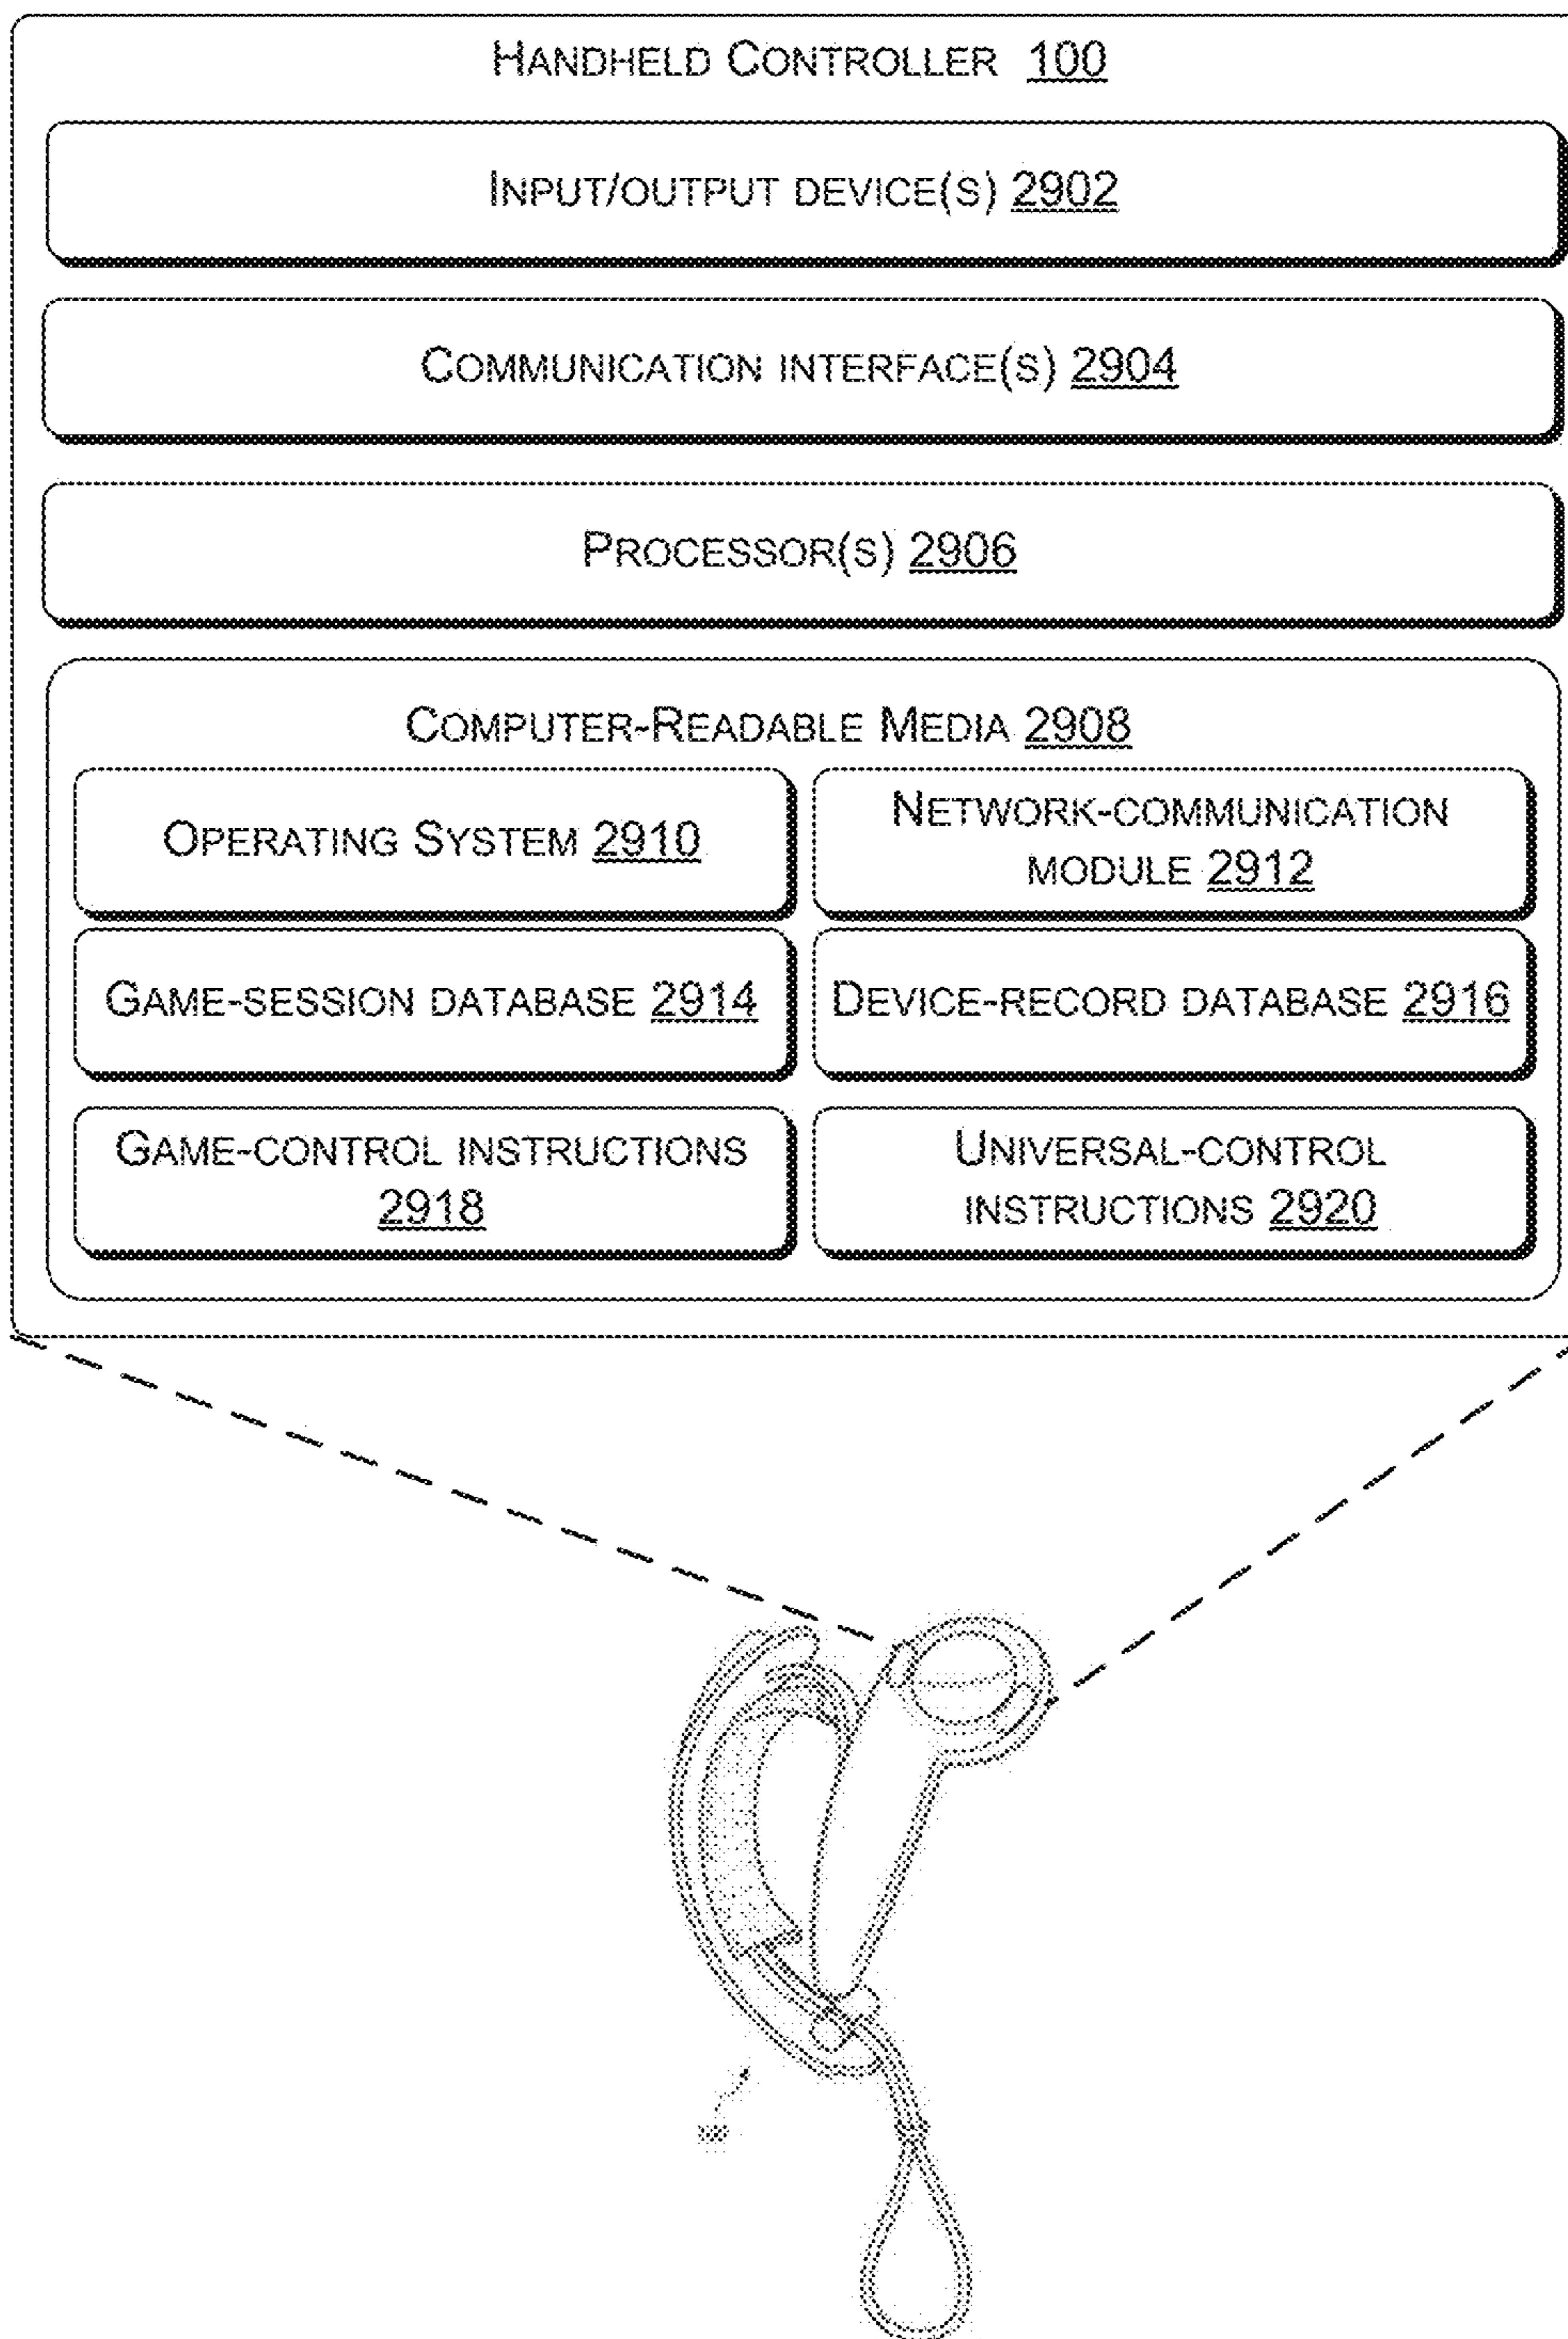 HANDHELD CONTROLLER 100
INPUT/OUTPUT DEVICE(S) 2902
COMMUNICATION INTERFACE(S) 2904
PROCESSOR(S) 2906
COMPUTER-READABLE MEDIA 2908
OPERATING SYSTEM 2910
NETWORK-COMMUNICATION
MODULE 2912
GAME-SESSION DATABASE 2914
DEVICE-RECORD DATABASE 2916
GAME-CONTROL INSTRUCTIONS
2918
UNIVERSAL-CONTROL
INSTRUCTIONS 2920